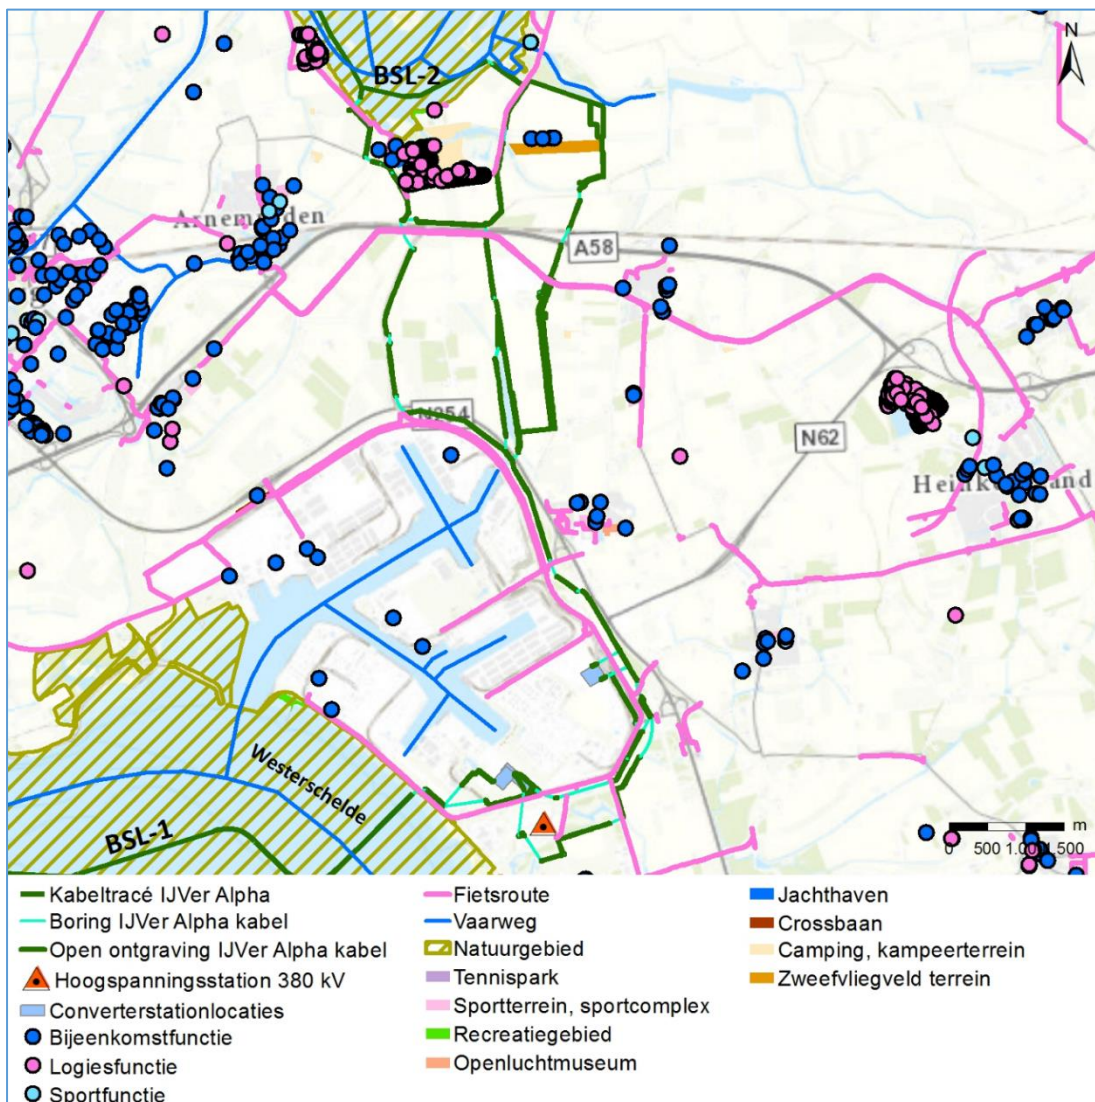 N
BSL-2
Arnemuiden
A58
N254
N62
Heinkenszand
Westerschelde
BSL-1
m
0 500 1.000 1.500
Kabeltracé IJVer Alpha
Boring IJVer Alpha kabel
Open ontgraving IJVer Alpha kabel
Hoogspanningsstation 380 kV
Converterstationlocaties
Bijeenkomstfunctie
Logiesfunctie
Sportfunctie
Fietsroute
Vaarweg
Natuurgebied
Tennispark
Sportterrein, sportcomplex
Recreatiegebied
Openluchtmuseum
Jachthaven
Crossbaan
Camping, kampeerterrein
Zweefvliegveld terrein